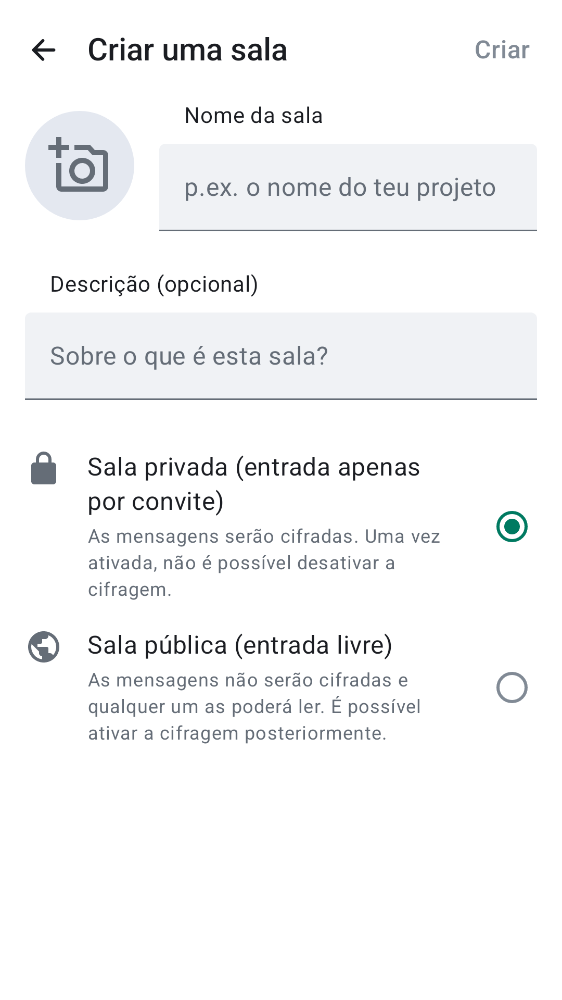 Criar uma sala
Criar
Nome da sala
p.ex. o nome do teu projeto
Descrição (opcional)
Sobre o que é esta sala?
Sala privada (entrada apenas
por convite)
As mensagens serão cifradas. Uma vez
ativada, não é possível desativar a
cifragem.
Sala pública (entrada livre)
As mensagens não serão cifradas e
qualquer um as poderá ler. É possível
ativar a cifragem posteriormente.